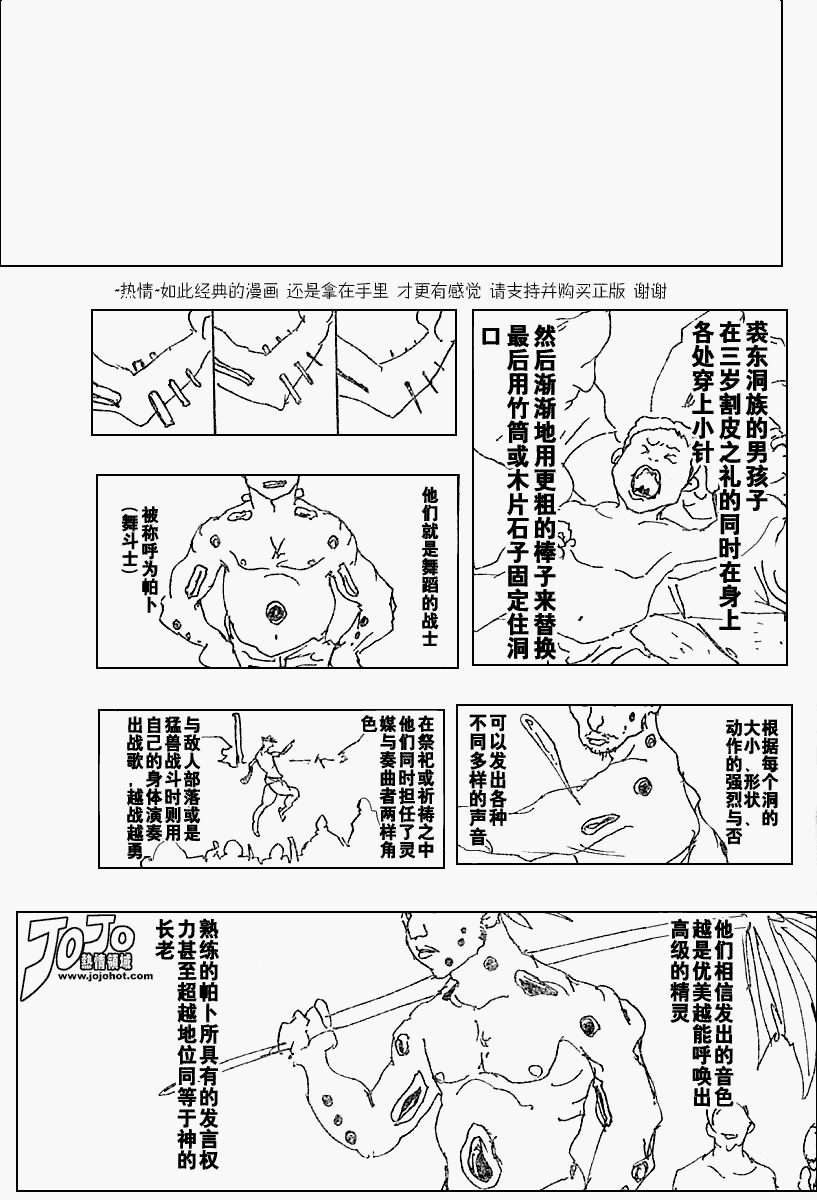 -热情-如此经典的漫画 还是拿在手里 才更有感觉 请支持并购买正版 谢谢
裘东洞族的男孩子
在三岁割皮之礼的同时在身上
各处穿上小针
然后渐渐地用更粗的棒子来替换
最后用竹筒或木片石子固定住洞
口
他们就是舞蹈的战士
被称呼为帕卜
(舞斗士)
根据每个洞的
大小、形状、
动作的强烈与否
可以发出各种
不同多样的声音
在祭祀或祈祷之中
他们同时担任了灵
媒与奏曲者两样角
色
与敌人部落或是
猛兽战斗时则用
自己的身体演奏
出战歌,越战越勇
他们相信发出的音色
越是优美越能呼唤出
高级的精灵
熟练的帕卜所具有的发言权
力甚至超越地位同等于神的
长老
JOJO
熱情領域
www.jojohot.com